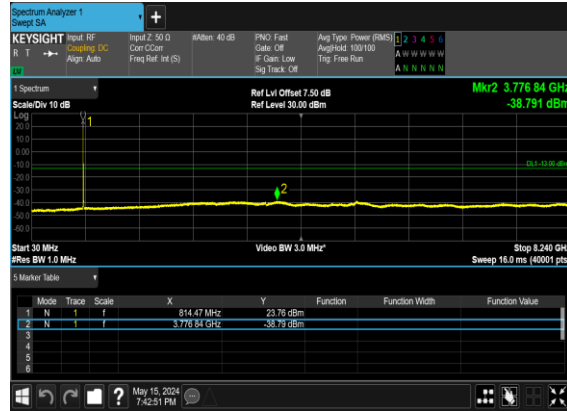 Spectrum Analyzer 1
Swept SA
+
KEYSIGHT Input: RF Input Z: 50 Ω #Atten: 40 dB PNO: Fast Avg Type: Power (RMS) 1 2 3 4 5 6
R T Coupling: DC Corr CCorr Gate: Off Avg|Hold: 100/100 A W W W W W
Align: Auto Freq Ref: Int (S) IF Gain: Low Trig: Free Run
Sig Track: Off A N N N N N
1 Spectrum Ref Lvl Offset 7.50 dB Mkr2 3.776 84 GHz
Scale/Div 10 dB Ref Level 30.00 dBm -38.791 dBm
Log
20.0
10.0
0.00
-10.0
-20.0
-30.0
-40.0
-50.0
-60.0
1
2
DL1 -13.00 dBm
Start 30 MHz Video BW 3.0 MHz* Stop 8.240 GHz
#Res BW 1.0 MHz Sweep 16.0 ms (40001 pts)
5 Marker Table
Mode Trace Scale X Y Function Function Width Function Value
1 N 1 f 814.47 MHz 23.76 dBm
2 N 1 f 3.776 84 GHz -38.79 dBm
3
4
5
6
?
May 15, 2024
7:42:51 PM